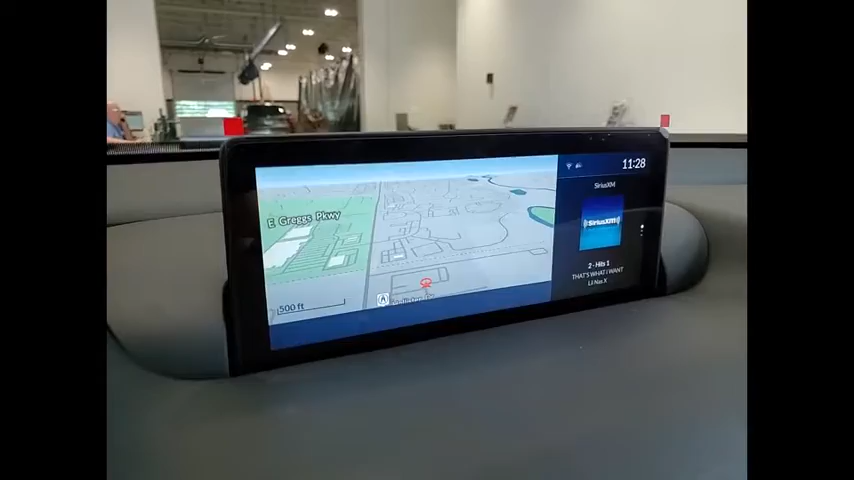 11:28
SiriusXM
E Greggs Pkwy
SiriusXM
500 ft
2 - Hits 1
THAT'S WHAT I WANT
Lil Nas X